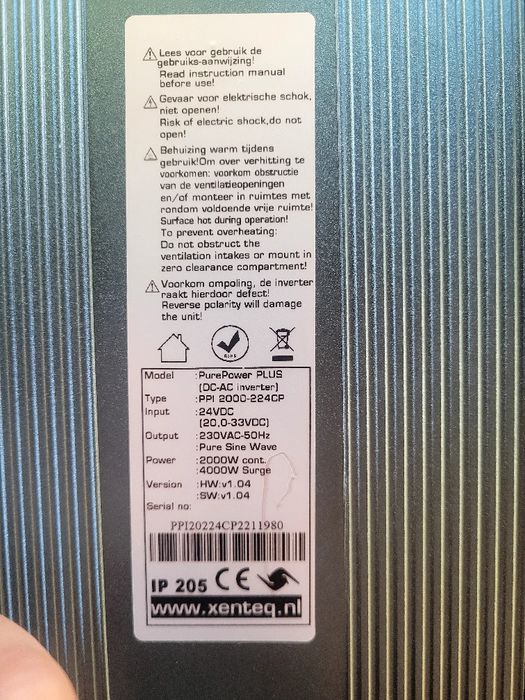 Lees voor gebruik de
gebruiks-aanwijzing!
Read instruction manual
before use!
Gevaar voor elektrische schok,
niet openen!
Risk of electric shock,do not
open!
Behuizing warm tijdens
gebruik!Om over verhitting te
voorkomen: voorkom obstructie
van de ventilatieopeningen
en/of monteer in ruimtes met
rondom voldoende vrije ruimte!
Surface hot during operation!
To prevent overheating:
Do not obstruct the
ventilation intakes or mount in
zero clearance compartment!
Voorkom ompoling, de inverter
raakt hierdoor defect!
Reverse polarity will damage
the unit!
RoHS
Model :PurePower PLUS
(DC-AC inverter)
Type :PPI 2000-224CP
Input :24VDC
(20,0-33VDC)
Output :230VAC-50Hz
:Pure Sine Wave
Power :2000W cont.
:4000W Surge
Version :HW:v1.04
:SW:v1.04
Serial no:
PPI20224CP2211980
IP 205 CE
www.xenteq.nl